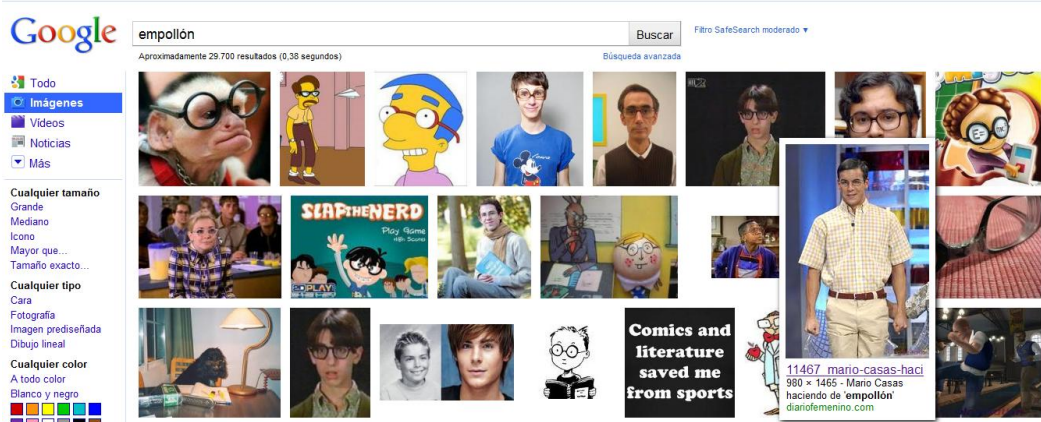 Google
empollón
Buscar
Filtro SafeSearch moderado ▼
Aproximadamente 29.700 resultados (0,38 segundos)
Búsqueda avanzada
Todo
Imágenes
Vídeos
Noticias
Más
Cualquier tamaño
Grande
Mediano
Icono
Mayor que...
Tamaño exacto...
Cualquier tipo
Cara
Fotografía
Imagen prediseñada
Dibujo lineal
Cualquier color
A todo color
Blanco y negro
SLAP THE NERD
Play Game
High Scores
Comics and
literature
saved me
from sports
11467_mario-casas-haci
980 × 1465 - Mario Casas
haciendo de 'empollón'
diariofemenino.com